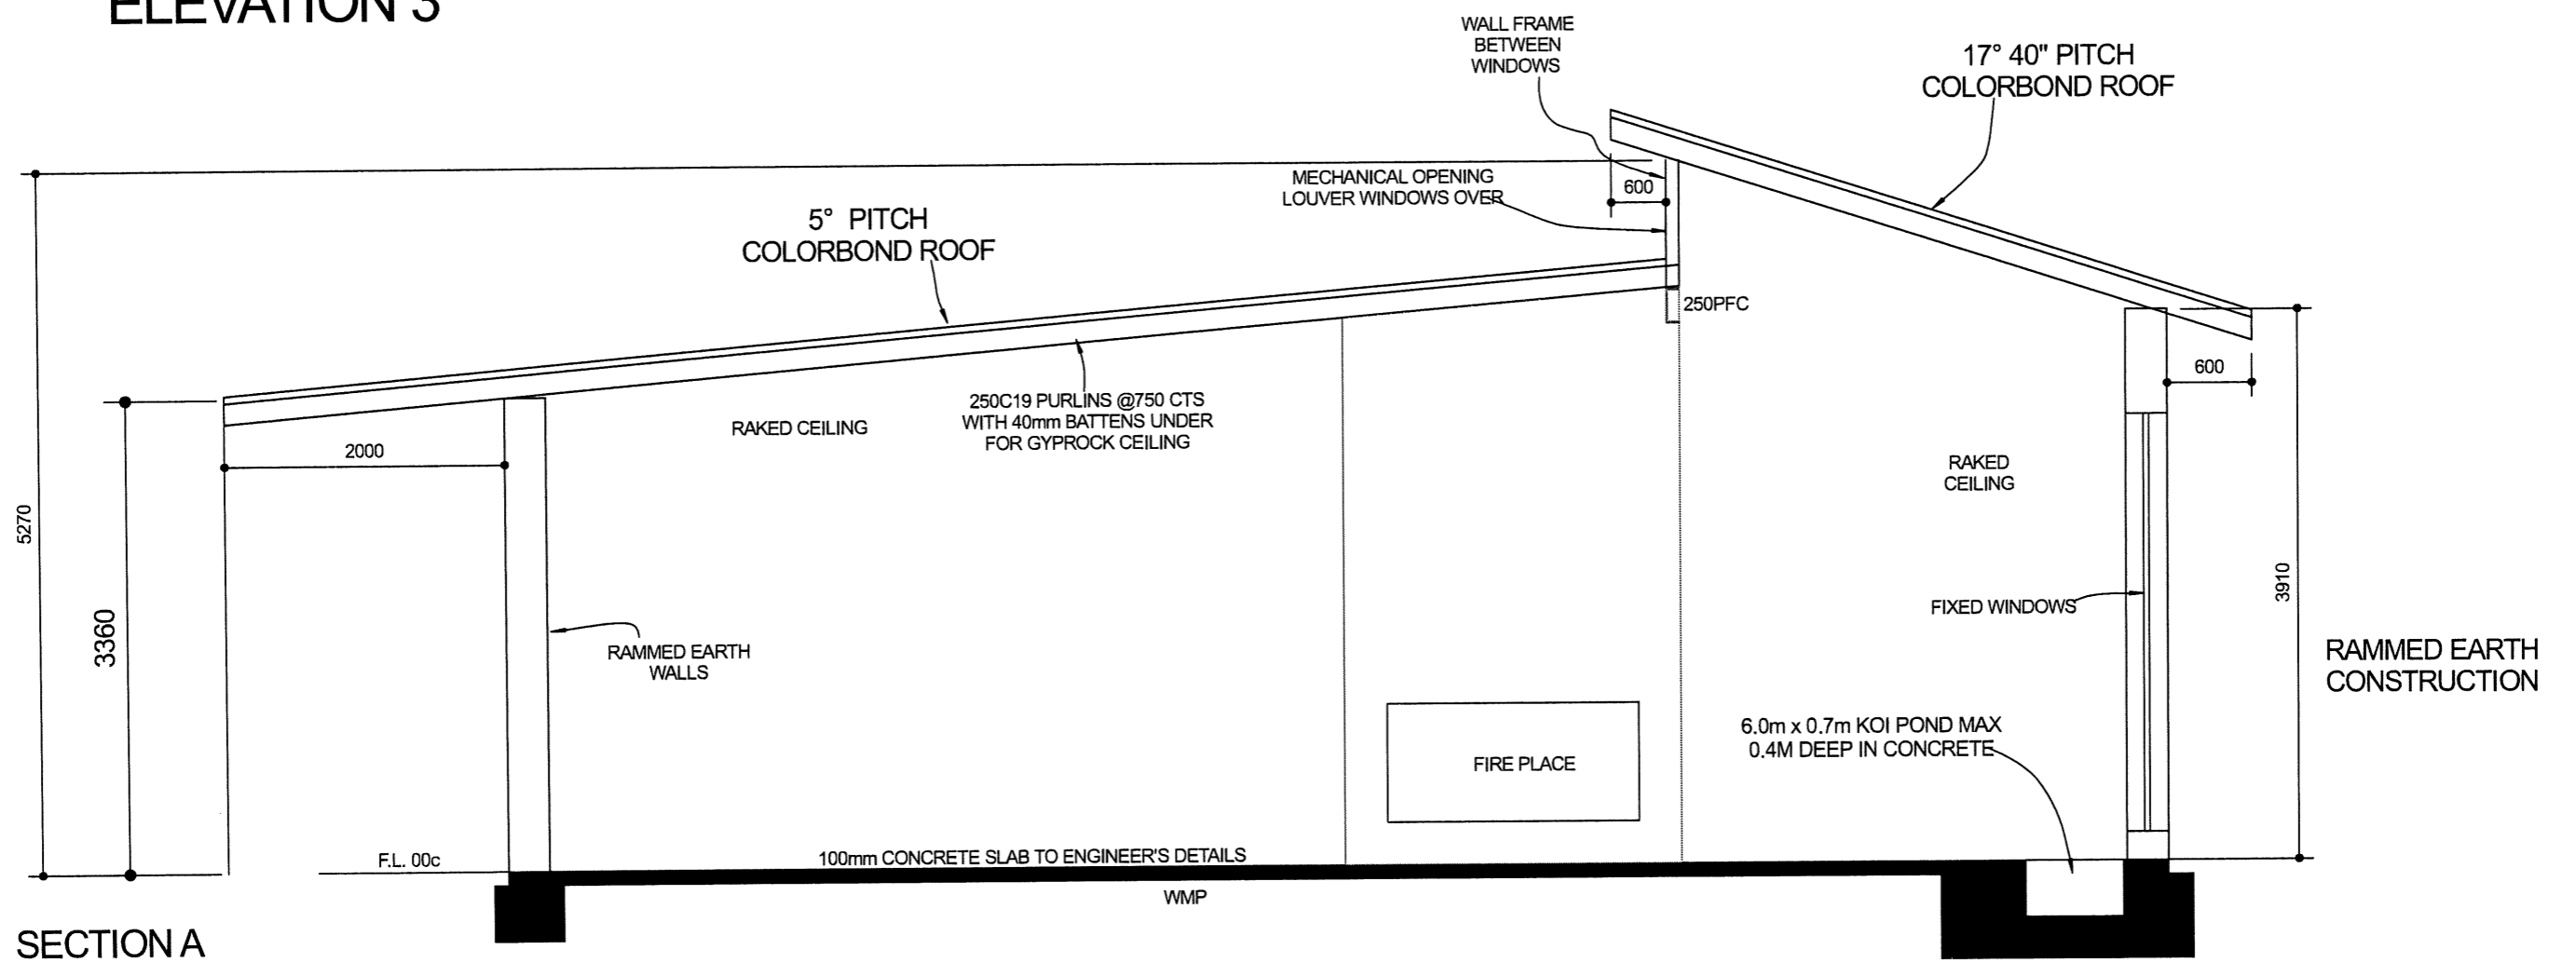 ELEVATION 3
WALL FRAME
BETWEEN
WINDOWS
17° 40" PITCH
COLORBOND ROOF
MECHANICAL OPENING
LOUVER WINDOWS OVER
600
5° PITCH
COLORBOND ROOF
250PFC
600
250C19 PURLINS @750 CTS
WITH 40mm BATTENS UNDER
FOR GYPROCK CEILING
RAKED CEILING
2000
RAKED
CEILING
5270
3360
3910
FIXED WINDOWS
RAMMED EARTH
WALLS
RAMMED EARTH
CONSTRUCTION
6.0m x 0.7m KOI POND MAX
0.4M DEEP IN CONCRETE
FIRE PLACE
F.L. 00c
100mm CONCRETE SLAB TO ENGINEER'S DETAILS
WMP
SECTION A